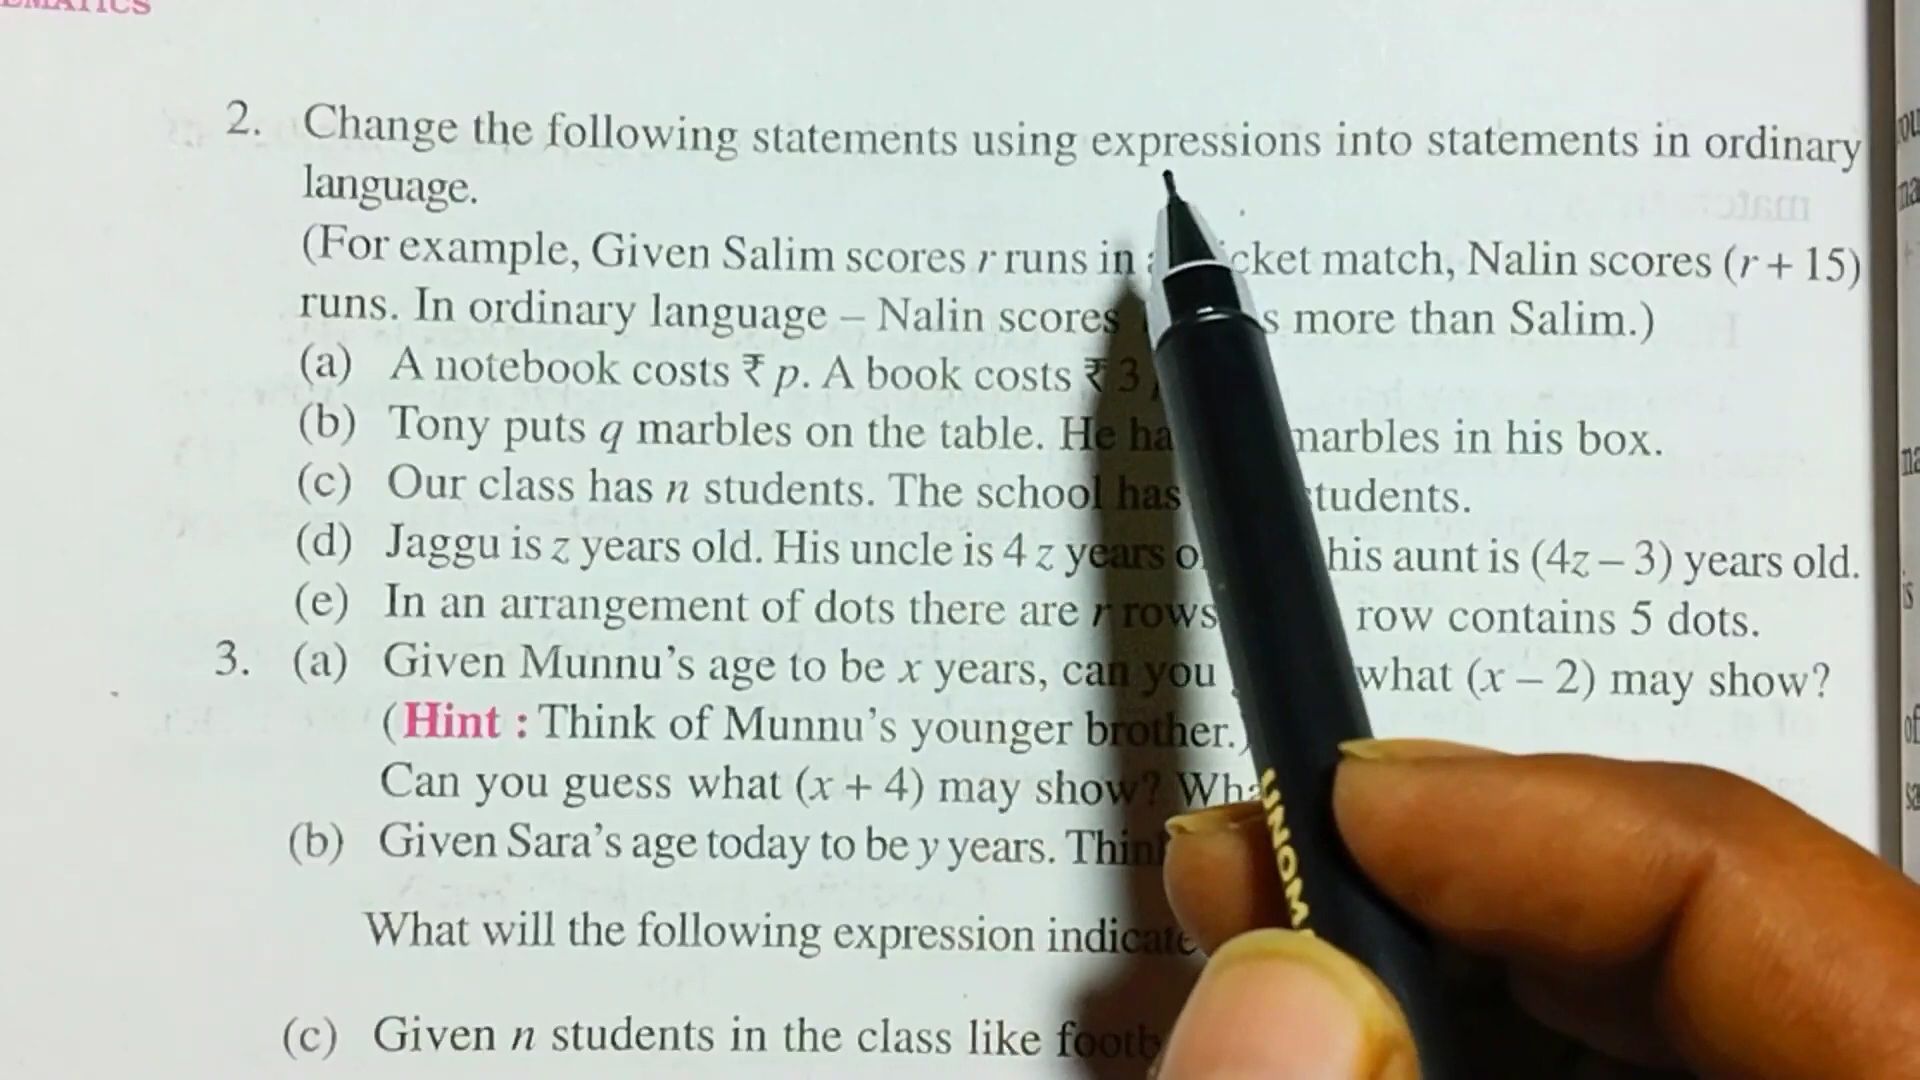 EMATICS
2. Change the following statements using expressions into statements in ordinary
language.
(For example, Given Salim scores r runs in cket match, Nalin scores (r + 15)
runs. In ordinary language – Nalin scores s more than Salim.)
(a) A notebook costs ₹ p. A book costs ₹ 3
(b) Tony puts q marbles on the table. He ha marbles in his box.
(c) Our class has n students. The school has students.
(d) Jaggu is z years old. His uncle is 4 z years o his aunt is (4z – 3) years old.
(e) In an arrangement of dots there are r rows row contains 5 dots.
3. (a) Given Munnu's age to be x years, can you what (x – 2) may show?
(Hint : Think of Munnu's younger brother.)
Can you guess what (x + 4) may show? Wha
(b) Given Sara's age today to be y years. Thin
What will the following expression indicate
(c) Given n students in the class like footb
UNOM